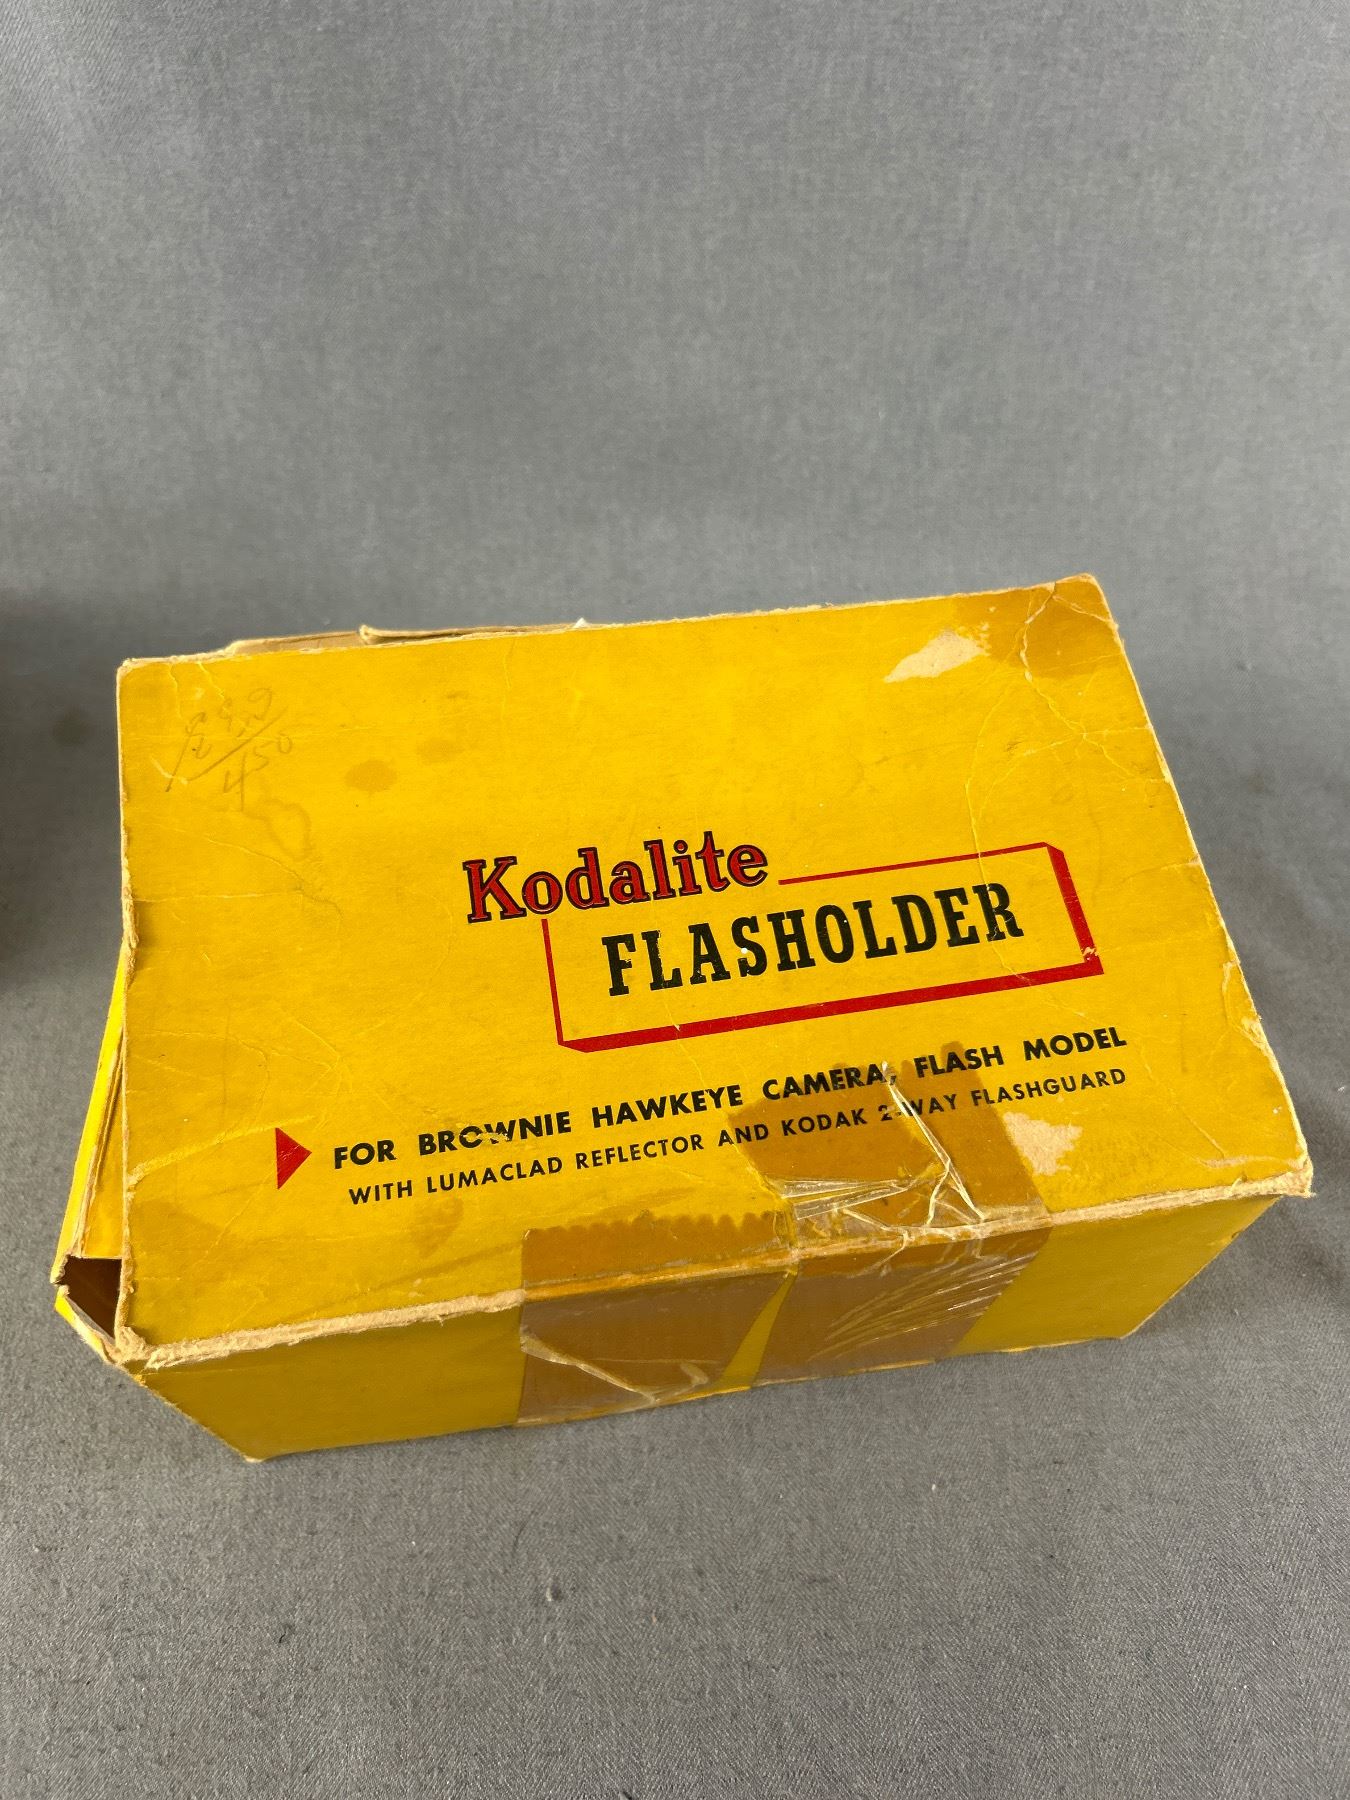 Kodalite
FLASHOLDER
FOR BROWNIE HAWKEYE CAMERA, FLASH MODEL
WITH LUMACLAD REFLECTOR AND KODAK 2-WAY FLASHGUARD